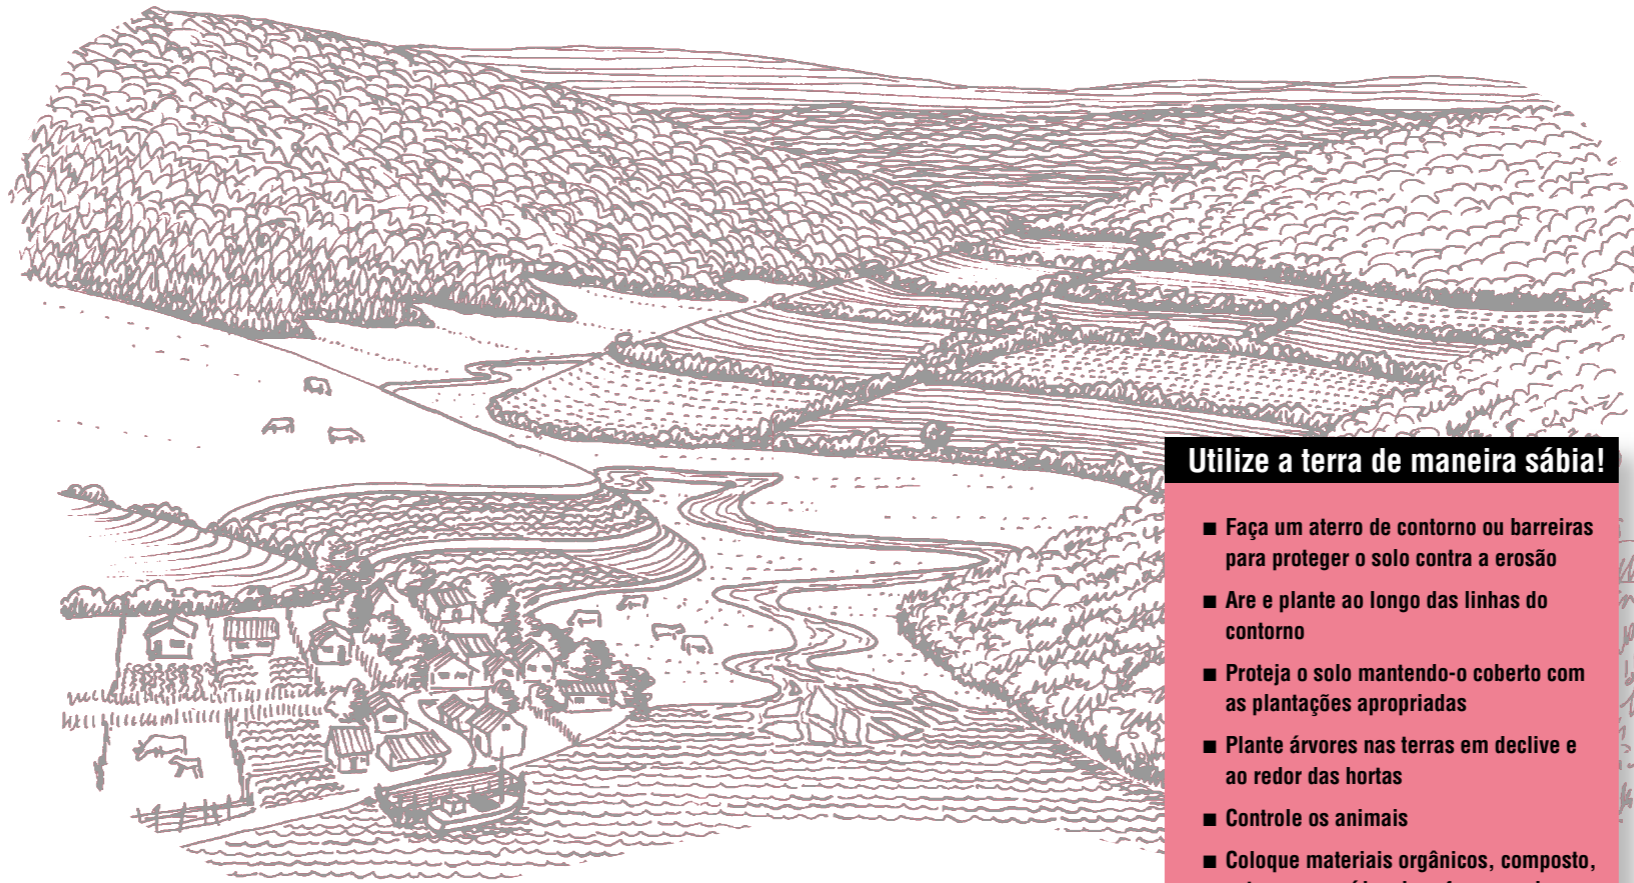 Utilize a terra de maneira sábia!
■ Faça um aterro de contorno ou barreiras
para proteger o solo contra a erosão
■ Are e plante ao longo das linhas do
contorno
■ Proteja o solo mantendo-o coberto com
as plantações apropriadas
■ Plante árvores nas terras em declive e
ao redor das hortas
■ Controle os animais
■ Coloque materiais orgânicos, composto,